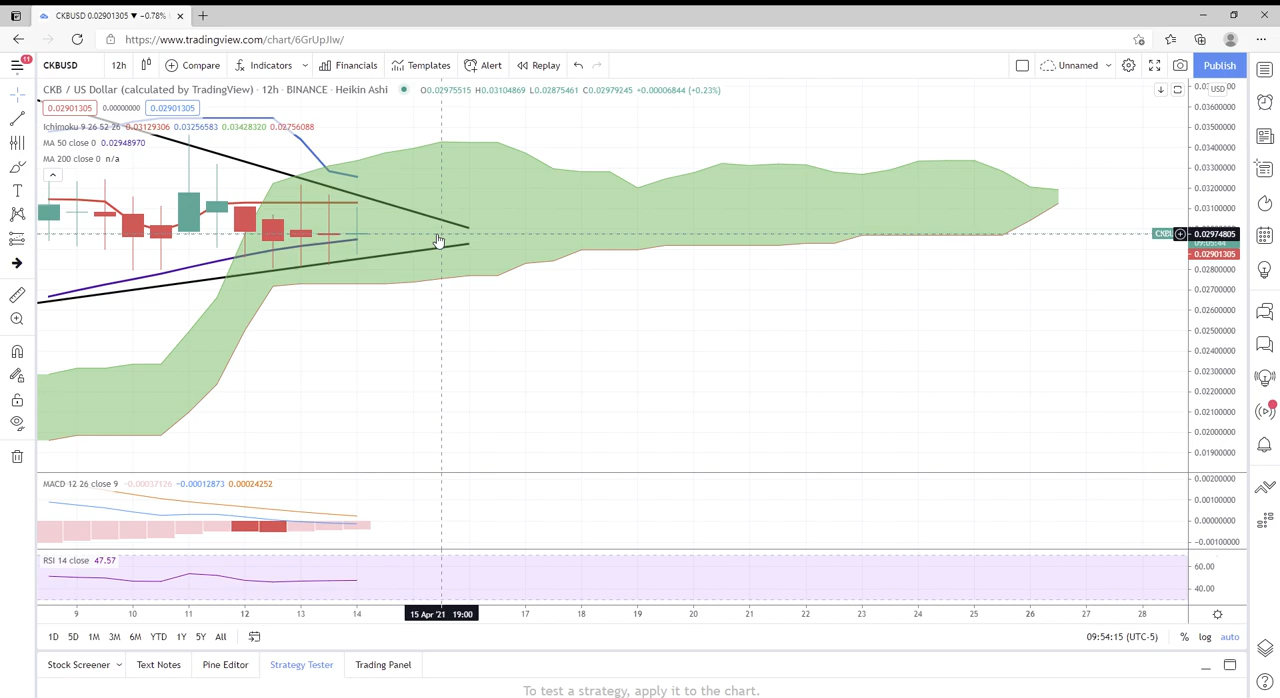 CKBUSD 0.02901305 ▼ −0.78%
https://www.tradingview.com/chart/6GrUpJIw/
11
CKBUSD 12h Compare Indicators Financials Templates Alert Replay Unnamed Publish
CKB / US Dollar (calculated by TradingView) · 12h · BINANCE · Heikin Ashi O0.02975515 H0.03104869 L0.02875461 C0.02979245 +0.00006844 (+0.23%)
USD
0.02901305 0.00000000 0.02901305
0.03600000
Ichimoku 9 26 52 26 0.03129306 0.03256583 0.03428320 0.02756088
0.03500000
MA 50 close 0 0.02948970
0.03400000
MA 200 close 0 n/a
0.03300000
0.03200000
0.03100000
CKBU 0.02974805
09:05:44
0.02901305
0.02800000
0.02700000
0.02600000
0.02500000
0.02400000
0.02300000
0.02200000
0.02100000
0.02000000
0.01900000
MACD 12 26 close 9 −0.00037126 −0.00012873 0.00024252
0.00200000
0.00100000
0.00000000
−0.00100000
RSI 14 close 47.57
60.00
40.00
9 10 11 12 13 14 15 Apr '21 19:00 17 18 19 20 21 22 23 24 25 26 27 28
1D 5D 1M 3M 6M YTD 1Y 5Y All 09:54:15 (UTC-5) % log auto
Stock Screener Text Notes Pine Editor Strategy Tester Trading Panel
To test a strategy, apply it to the chart.